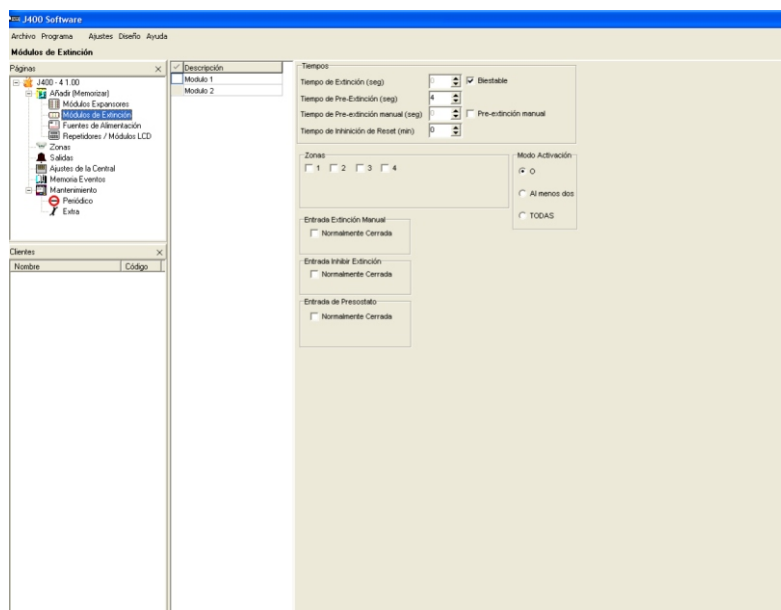 J400 Software
Archivo Programa Ajustes Diseño Ayuda
Módulos de Extinción
Páginas
J400 - 4 1.00
Añadir (Memorizar)
Módulos Expansores
Módulos de Extinción
Fuentes de Alimentación
Repetidores / Módulos LCD
Zonas
Salidas
Ajustes de la Central
Memoria Eventos
Mantenimiento
Periódico
Extra
Clientes
Nombre Código
Descripción
Modulo 1
Modulo 2
Tiempos
Tiempo de Extinción (seg) 0 Biestable
Tiempo de Pre-Extinción (seg) 4
Tiempo de Pre-extinción manual (seg) 0 Pre-extinción manual
Tiempo de Inhinición de Reset (min) 0
Zonas
1 2 3 4
Modo Activación
O
Al menos dos
TODAS
Entrada Extinción Manual
Normalmente Cerrada
Entrada Inhibir Extinción
Normalmente Cerrada
Entrada de Presostato
Normalmente Cerrada